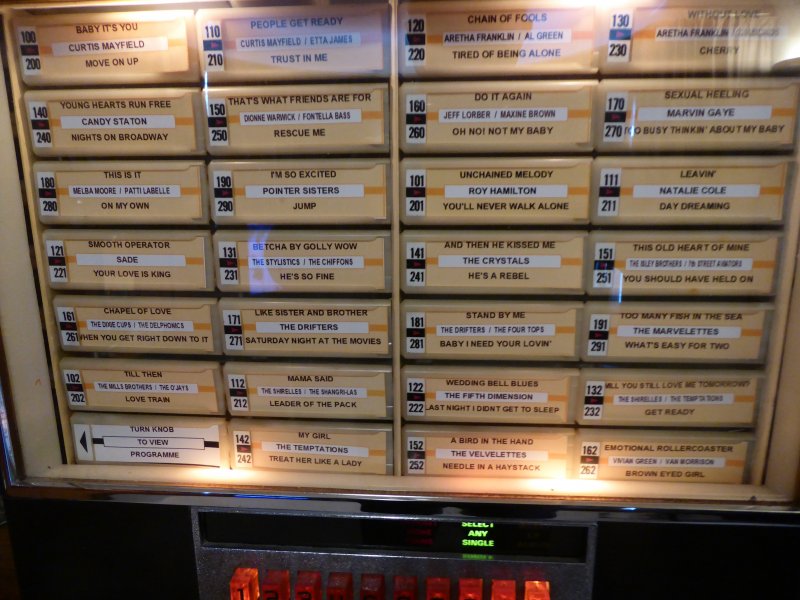 100
200
BABY IT'S YOU
CURTIS MAYFIELD
MOVE ON UP
110
210
PEOPLE GET READY
CURTIS MAYFIELD / ETTA JAMES
TRUST IN ME
120
220
CHAIN OF FOOLS
ARETHA FRANKLIN / AL GREEN
TIRED OF BEING ALONE
130
230
WITHOUT LOVE
ARETHA FRANKLIN /
CHERRY
140
240
YOUNG HEARTS RUN FREE
CANDY STATON
NIGHTS ON BROADWAY
150
250
THAT'S WHAT FRIENDS ARE FOR
DIONNE WARWICK / FONTELLA BASS
RESCUE ME
160
260
DO IT AGAIN
JEFF LORBER / MAXINE BROWN
OH NO! NOT MY BABY
170
270
SEXUAL HEELING
MARVIN GAYE
TOO BUSY THINKIN' ABOUT MY BABY
180
280
THIS IS IT
MELBA MOORE / PATTI LABELLE
ON MY OWN
190
290
I'M SO EXCITED
POINTER SISTERS
JUMP
101
201
UNCHAINED MELODY
ROY HAMILTON
YOU'LL NEVER WALK ALONE
111
211
LEAVIN'
NATALIE COLE
DAY DREAMING
121
221
SMOOTH OPERATOR
SADE
YOUR LOVE IS KING
131
231
BETCHA BY GOLLY WOW
THE STYLISTICS / THE CHIFFONS
HE'S SO FINE
141
241
AND THEN HE KISSED ME
THE CRYSTALS
HE'S A REBEL
151
251
THIS OLD HEART OF MINE
THE ISLEY BROTHERS / 7th STREET AVIATORS
YOU SHOULD HAVE HELD ON
161
261
CHAPEL OF LOVE
THE DIXIE CUPS / THE DELPHONICS
WHEN YOU GET RIGHT DOWN TO IT
171
271
LIKE SISTER AND BROTHER
THE DRIFTERS
SATURDAY NIGHT AT THE MOVIES
181
281
STAND BY ME
THE DRIFTERS / THE FOUR TOPS
BABY I NEED YOUR LOVIN'
191
291
TOO MANY FISH IN THE SEA
THE MARVELETTES
WHAT'S EASY FOR TWO
102
202
TILL THEN
THE MILLS BROTHERS / THE O'JAYS
LOVE TRAIN
112
212
MAMA SAID
THE SHIRELLES / THE SHANGRI-LAS
LEADER OF THE PACK
122
222
WEDDING BELL BLUES
THE FIFTH DIMENSION
LAST NIGHT I DIDN'T GET TO SLEEP
132
232
WILL YOU STILL LOVE ME TOMORROW?
THE SHIRELLES / THE TEMPTATIONS
GET READY
TURN KNOB
TO VIEW
PROGRAMME
142
242
MY GIRL
THE TEMPTATIONS
TREAT HER LIKE A LADY
152
252
A BIRD IN THE HAND
THE VELVELETTES
NEEDLE IN A HAYSTACK
162
262
EMOTIONAL ROLLERCOASTER
VIVIAN GREEN / VAN MORRISON
BROWN EYED GIRL
SELECT
ANY
SINGLE
1